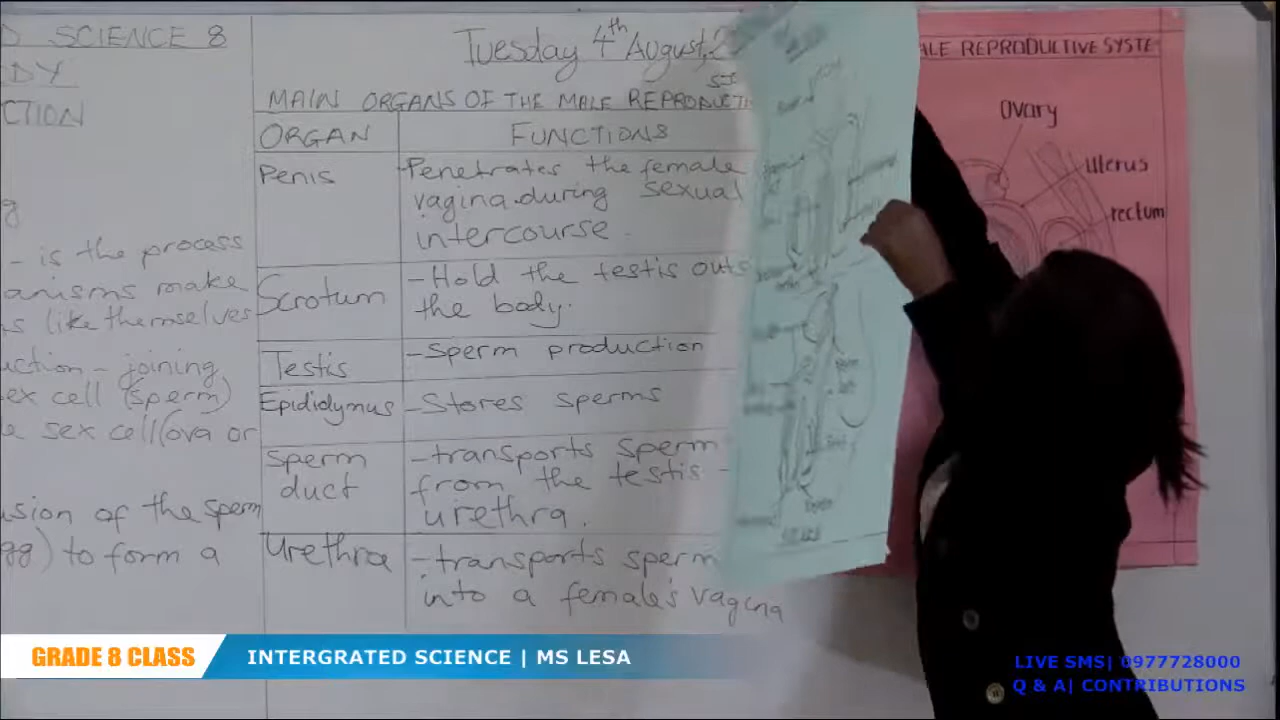 SCIENCE 8
DY
CTION
g
- is the process
anisms make
s like themselves
uction - joining
ex cell (sperm)
e sex cell (ova or
usion of the sperm
gg) to form a
Tuesday 4th August, 2
MAIN ORGANS OF THE MALE REPRODUCTI
ORGAN
FUNCTIONS
Penis
-Penetrates the female
vagina during sexual
intercourse.
Scrotum
-Hold the testis outs
the body.
Testis
-Sperm production
Epididymus
-Stores sperms
Sperm
duct
-transports sperm
from the testis -
urethra.
Urethra
-transports sperm
into a female's vagina
ALE REPRODUCTIVE SYSTE
Ovary
Uterus
rectum
GRADE 8 CLASS
INTERGRATED SCIENCE | MS LESA
LIVE SMS| 0977728000
Q & A| CONTRIBUTIONS